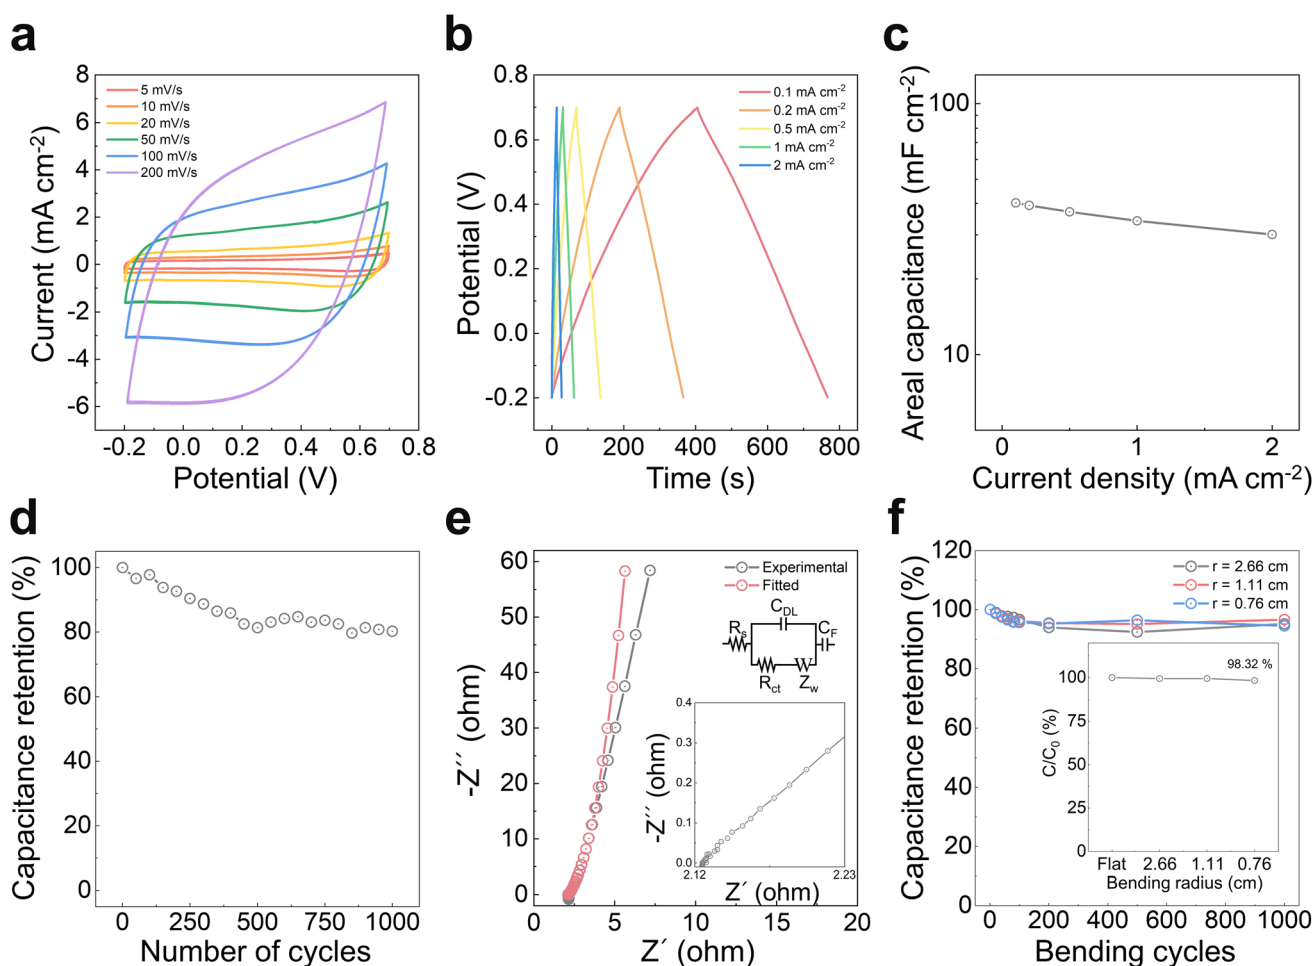 a
8
6
4
2
0
-2
-4
-6
Current (mA cm-2)
5 mV/s
10 mV/s
20 mV/s
50 mV/s
100 mV/s
200 mV/s
-0.2 0.0 0.2 0.4 0.6 0.8
Potential (V)
b
0.8
0.6
0.4
0.2
0.0
-0.2
Potential (V)
0.1 mA cm-2
0.2 mA cm-2
0.5 mA cm-2
1 mA cm-2
2 mA cm-2
0 200 400 600 800
Time (s)
c
100
10
Areal capacitance (mF cm-2)
0 1 2
Current density (mA cm-2)
d
100
80
60
40
20
0
Capacitance retention (%)
0 250 500 750 1000
Number of cycles
e
60
50
40
30
20
10
0
-Z´´ (ohm)
Experimental
Fitted
CDL
Rs
CF
Rct
W
Zw
0.4
0.3
0.2
0.1
0.0
-Z´´ (ohm)
2.12 2.23
Z´ (ohm)
0 5 10 15 20
Z´ (ohm)
f
120
100
80
60
40
20
0
Capacitance retention (%)
r = 2.66 cm
r = 1.11 cm
r = 0.76 cm
98.32 %
100
75
100
25
0
C/C0 (%)
Flat 2.66 1.11 0.76
Bending radius (cm)
0 200 400 600 800 1000
Bending cycles